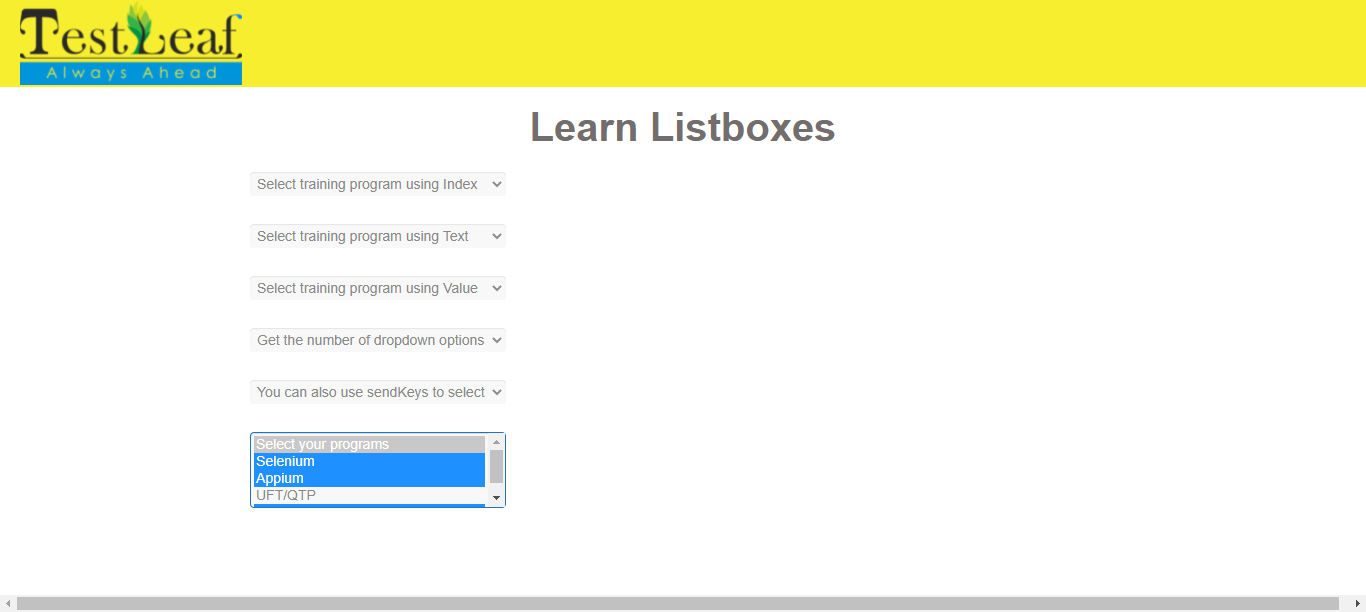 TestLeaf
Always Ahead
Learn Listboxes
Select training program using Index
Select training program using Text
Select training program using Value
Get the number of dropdown options
You can also use sendKeys to select
Select your programs
Selenium
Appium
UFT/QTP